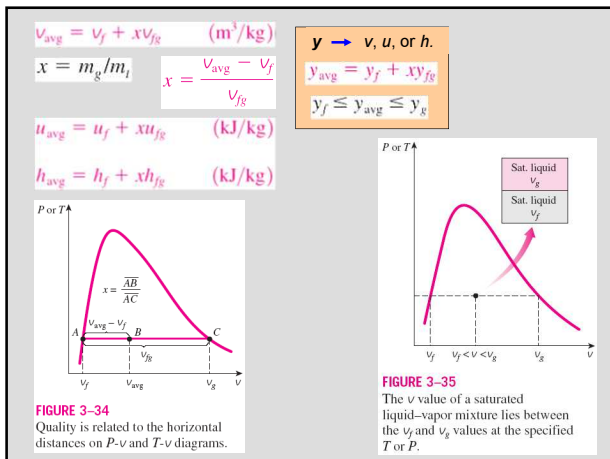 v_avg = v_f + xv_fg (m³/kg)
x = m_g/m_t
x = (v_avg − v_f)/v_fg
u_avg = u_f + xu_fg (kJ/kg)
h_avg = h_f + xh_fg (kJ/kg)
y → v, u, or h.
y_avg = y_f + xy_fg
y_f ≤ y_avg ≤ y_g
P or T
x = AB/AC
v_avg − v_f
A B C
v_fg
v_f v_avg v_g v
FIGURE 3–34
Quality is related to the horizontal
distances on P-v and T-v diagrams.
P or T
Sat. liquid
v_g
Sat. liquid
v_f
v_f v_f < v < v_g v_g v
FIGURE 3–35
The v value of a saturated
liquid–vapor mixture lies between
the v_f and v_g values at the specified
T or P.